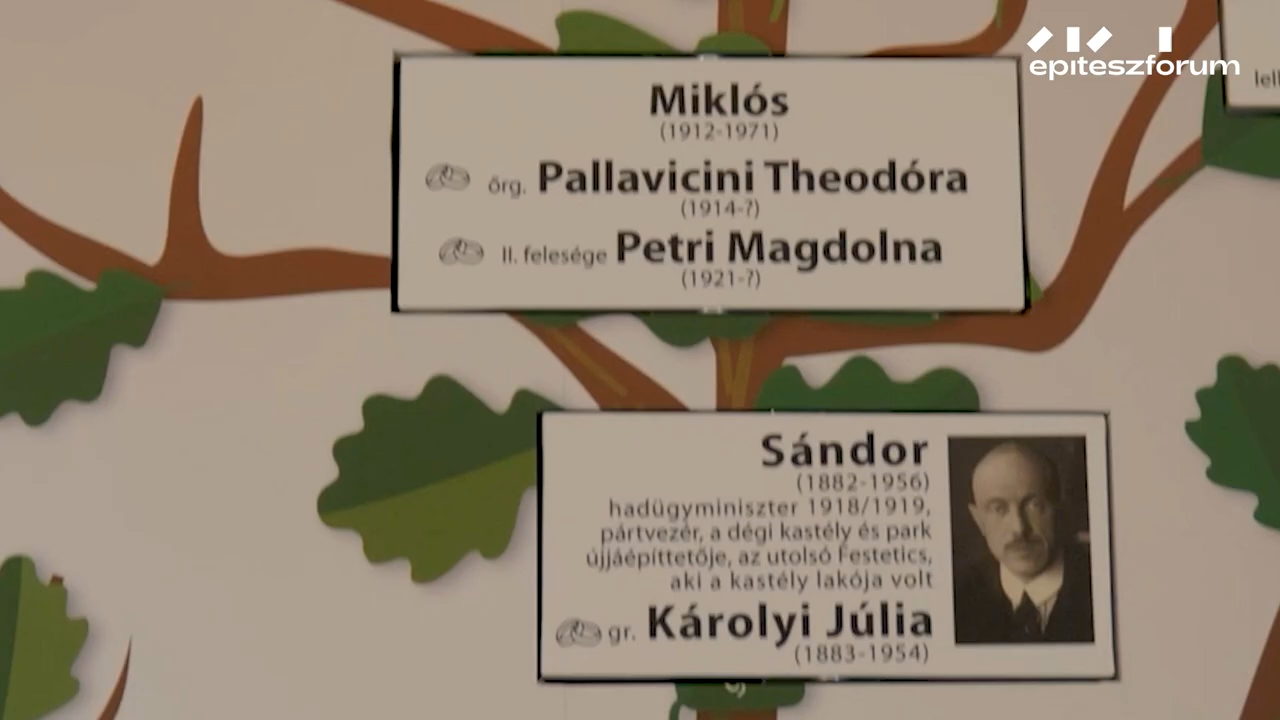 epiteszforum
Miklós
(1912-1971)
őrg. Pallavicini Theodóra
(1914-?)
II. felesége Petri Magdolna
(1921-?)
Sándor
(1882-1956)
hadügyminiszter 1918/1919,
pártvezér, a dégi kastély és park
újjáépíttetője, az utolsó Festetics,
aki a kastély lakója volt
gr. Károlyi Júlia
(1883-1954)